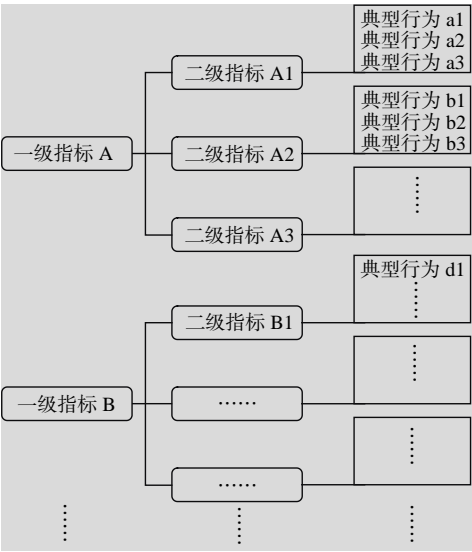 典型行为 a1
典型行为 a2
典型行为 a3
二级指标 A1
典型行为 b1
典型行为 b2
典型行为 b3
一级指标 A
二级指标 A2
……
二级指标 A3
典型行为 d1
……
二级指标 B1
……
一级指标 B
……
……
……
……
……
……